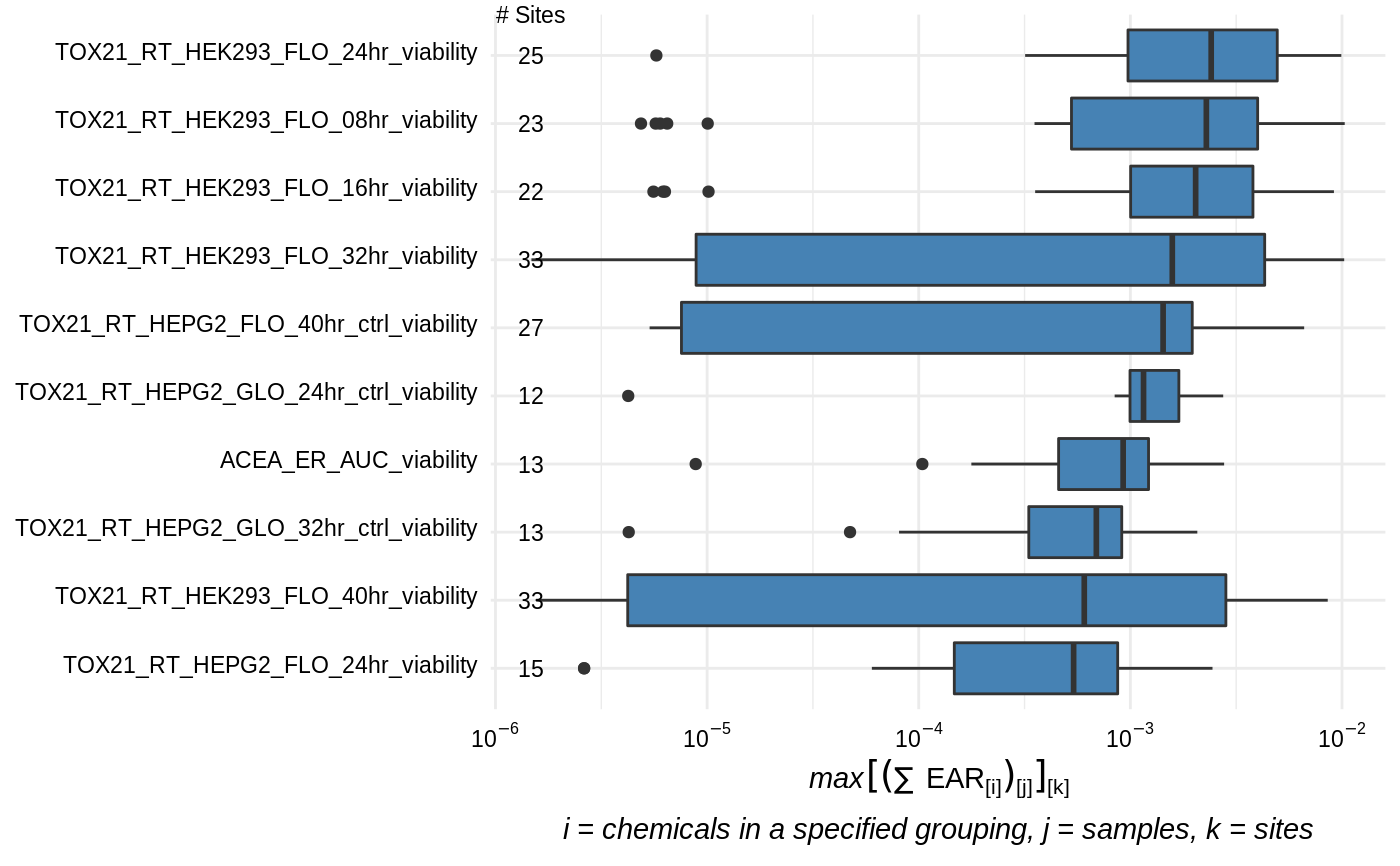 # Sites
TOX21_RT_HEK293_FLO_24hr_viability 25
TOX21_RT_HEK293_FLO_08hr_viability 23
TOX21_RT_HEK293_FLO_16hr_viability 22
TOX21_RT_HEK293_FLO_32hr_viability 33
TOX21_RT_HEPG2_FLO_40hr_ctrl_viability 27
TOX21_RT_HEPG2_GLO_24hr_ctrl_viability 12
ACEA_ER_AUC_viability 13
TOX21_RT_HEPG2_GLO_32hr_ctrl_viability 13
TOX21_RT_HEK293_FLO_40hr_viability 33
TOX21_RT_HEPG2_FLO_24hr_viability 15
10⁻⁶ 10⁻⁵ 10⁻⁴ 10⁻³ 10⁻²
max[(∑ EAR[i])[j]][k]
i = chemicals in a specified grouping, j = samples, k = sites